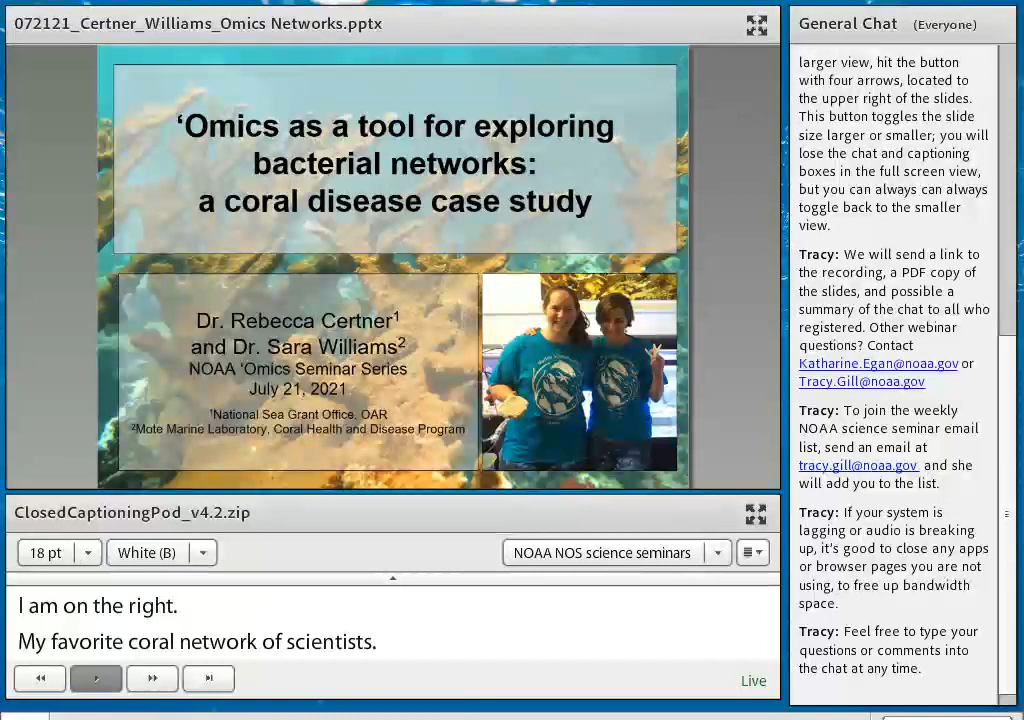 072121_Certner_Williams_Omics Networks.pptx
‘Omics as a tool for exploring
bacterial networks:
a coral disease case study
Dr. Rebecca Certner¹
and Dr. Sara Williams²
NOAA ‘Omics Seminar Series
July 21, 2021
¹National Sea Grant Office, OAR
²Mote Marine Laboratory, Coral Health and Disease Program
ClosedCaptioningPod_v4.2.zip
18 pt
White (B)
NOAA NOS science seminars
I am on the right.
My favorite coral network of scientists.
Live
General Chat (Everyone)
larger view, hit the button
with four arrows, located to
the upper right of the slides.
This button toggles the slide
size larger or smaller; you will
lose the chat and captioning
boxes in the full screen view,
but you can always can always
toggle back to the smaller
view.
Tracy: We will send a link to
the recording, a PDF copy of
the slides, and possible a
summary of the chat to all who
registered. Other webinar
questions? Contact
Katharine.Egan@noaa.gov or
Tracy.Gill@noaa.gov
Tracy: To join the weekly
NOAA science seminar email
list, send an email at
tracy.gill@noaa.gov and she
will add you to the list.
Tracy: If your system is
lagging or audio is breaking
up, it's good to close any apps
or browser pages you are not
using, to free up bandwidth
space.
Tracy: Feel free to type your
questions or comments into
the chat at any time.